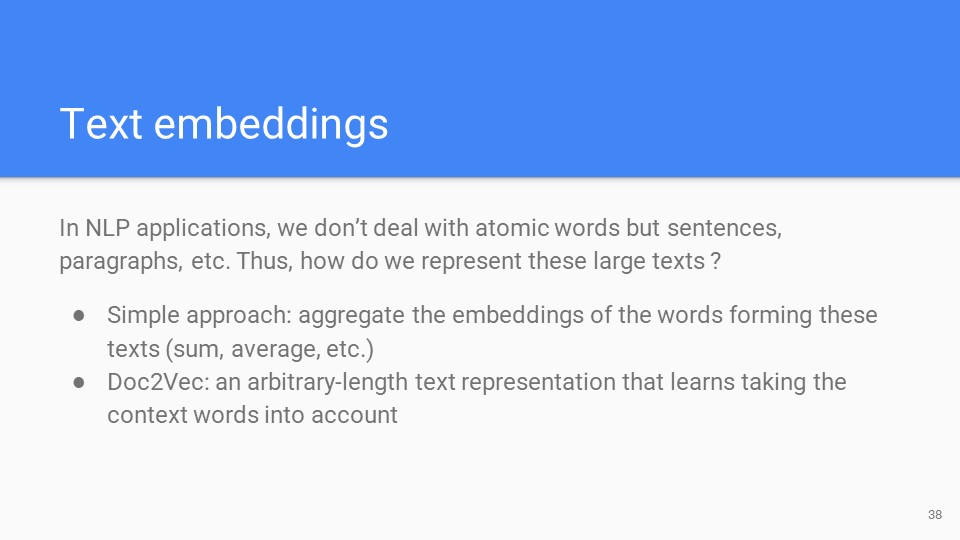 Text embeddings
In NLP applications, we don’t deal with atomic words but sentences,
paragraphs, etc. Thus, how do we represent these large texts ?
● Simple approach: aggregate the embeddings of the words forming these
texts (sum, average, etc.)
● Doc2Vec: an arbitrary-length text representation that learns taking the
context words into account
38